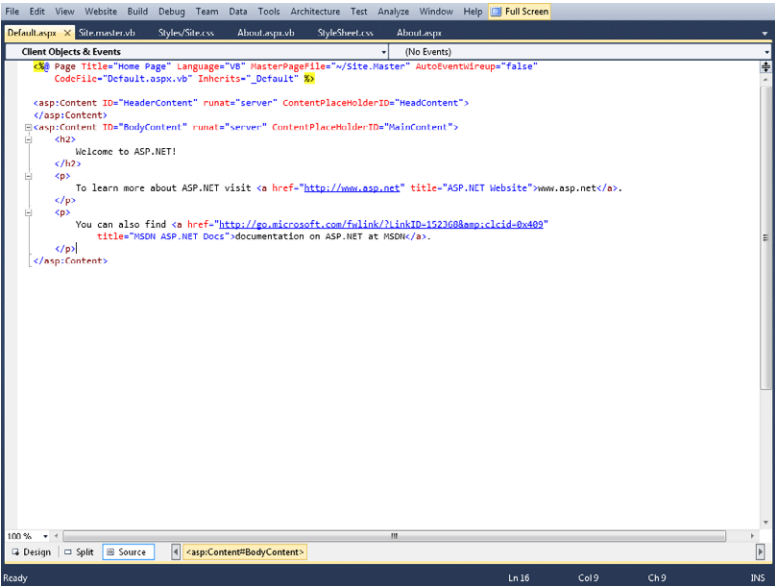 File Edit View Website Build Debug Team Data Tools Architecture Test Analyze Window Help Full Screen
Default.aspx Site.master.vb Styles/Site.css About.aspx.vb StyleSheet.css About.aspx
Client Objects & Events (No Events)
<%@ Page Title="Home Page" Language="VB" MasterPageFile="~/Site.Master" AutoEventWireup="false"
CodeFile="Default.aspx.vb" Inherits="_Default" %>
<asp:Content ID="HeaderContent" runat="server" ContentPlaceHolderID="HeadContent">
</asp:Content>
<asp:Content ID="BodyContent" runat="server" ContentPlaceHolderID="MainContent">
<h2>
Welcome to ASP.NET!
</h2>
<p>
To learn more about ASP.NET visit <a href="http://www.asp.net" title="ASP.NET Website">www.asp.net</a>.
</p>
<p>
You can also find <a href="http://go.microsoft.com/fwlink/?LinkID=152368&amp;clcid=0x409"
title="MSDN ASP.NET Docs">documentation on ASP.NET at MSDN</a>.
</p>
</asp:Content>
100 %
Design Split Source <asp:Content#BodyContent>
Ready Ln 16 Col 9 Ch 9 INS